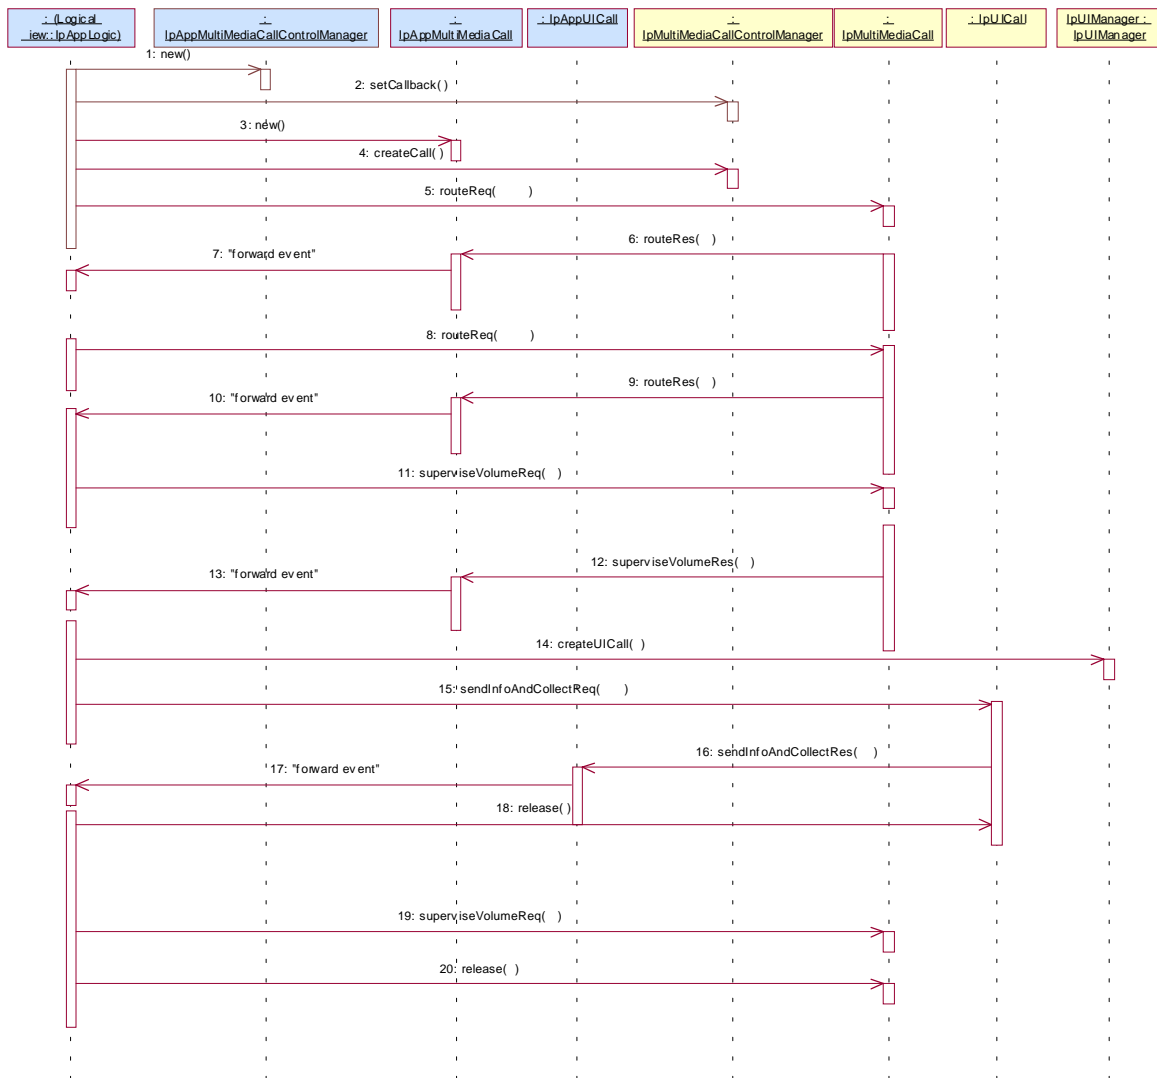 : (Logical
iew::IpAppLogic)
:
IpAppMultiMediaCallControlManager
:
IpAppMultiMediaCall
: IpAppUICall
:
IpMultiMediaCallControlManager
:
IpMultiMediaCall
: IpUICall
IpUIManager :
IpUIManager
1: new()
2: setCallback()
3: new()
4: createCall( )
5: routeReq( )
6: routeRes( )
7: "forward event"
8: routeReq( )
9: routeRes( )
10: "forward event"
11: superviseVolumeReq( )
12: superviseVolumeRes( )
13: "forward event"
14: createUICall( )
15: sendInfoAndCollectReq( )
16: sendInfoAndCollectRes( )
17: "forward event"
18: release( )
19: superviseVolumeReq( )
20: release( )